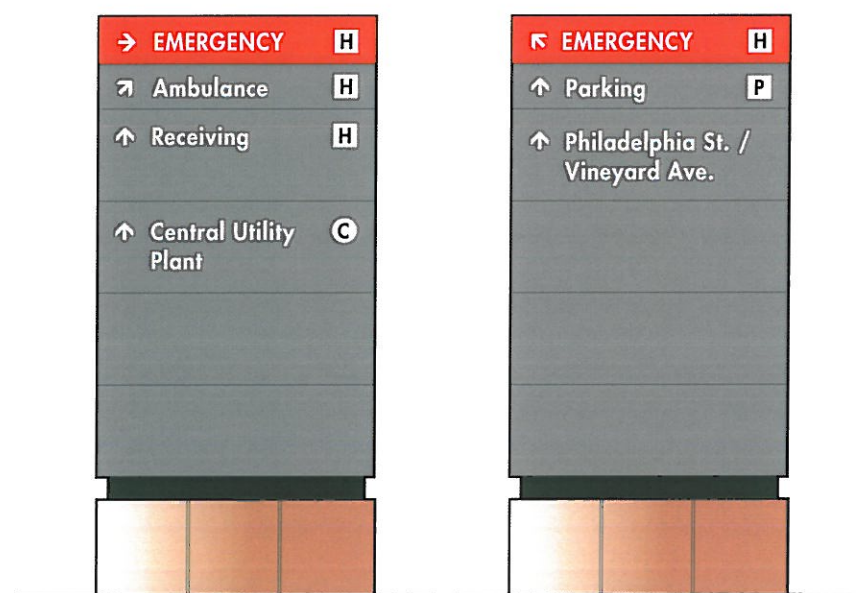 → EMERGENCY H
↗ Ambulance H
↑ Receiving H
↑ Central Utility C
Plant
↖ EMERGENCY H
↑ Parking P
↑ Philadelphia St. /
Vineyard Ave.